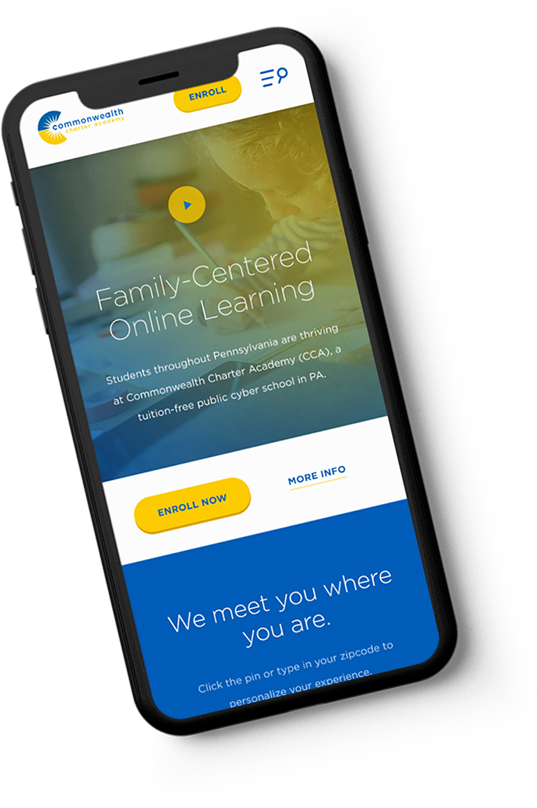 commonwealth
charter academy
ENROLL
Family-Centered
Online Learning
Students throughout Pennsylvania are thriving
at Commonwealth Charter Academy (CCA), a
tuition-free public cyber school in PA.
ENROLL NOW
MORE INFO
We meet you where
you are.
Click the pin or type in your zipcode to
personalize your experience.